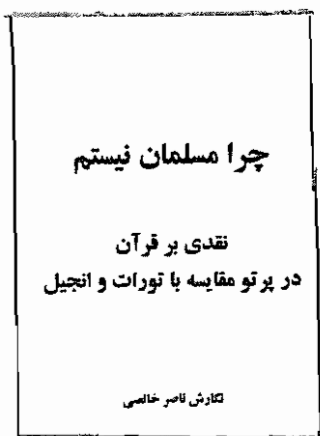 چرا مسلمان نیستم
نقدی بر قرآن
در پرتو مقایسه با تورات و انجیل
نگارش ناصر خالصی